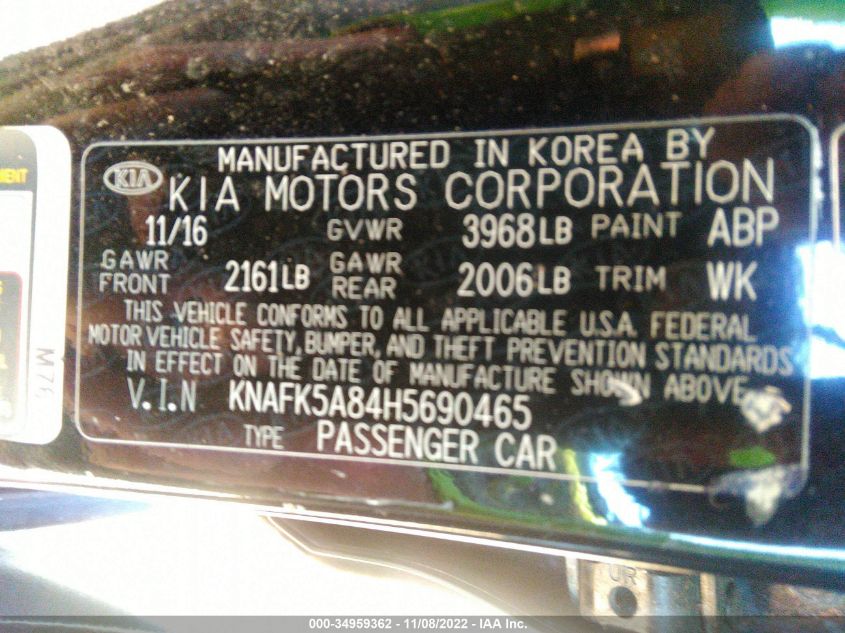 MANUFACTURED IN KOREA BY
KIA KIA MOTORS CORPORATION
11/16 GVWR 3968LB PAINT ABP
GAWR FRONT 2161LB GAWR REAR 2006LB TRIM WK
THIS VEHICLE CONFORMS TO ALL APPLICABLE U.S.A. FEDERAL
MOTOR VEHICLE SAFETY, BUMPER, AND THEFT PREVENTION STANDARDS
IN EFFECT ON THE DATE OF MANUFACTURE SHOWN ABOVE.
V.I.N KNAFK5A84H5690465
TYPE PASSENGER CAR
UR
000-34959362 - 11/08/2022 - IAA Inc.